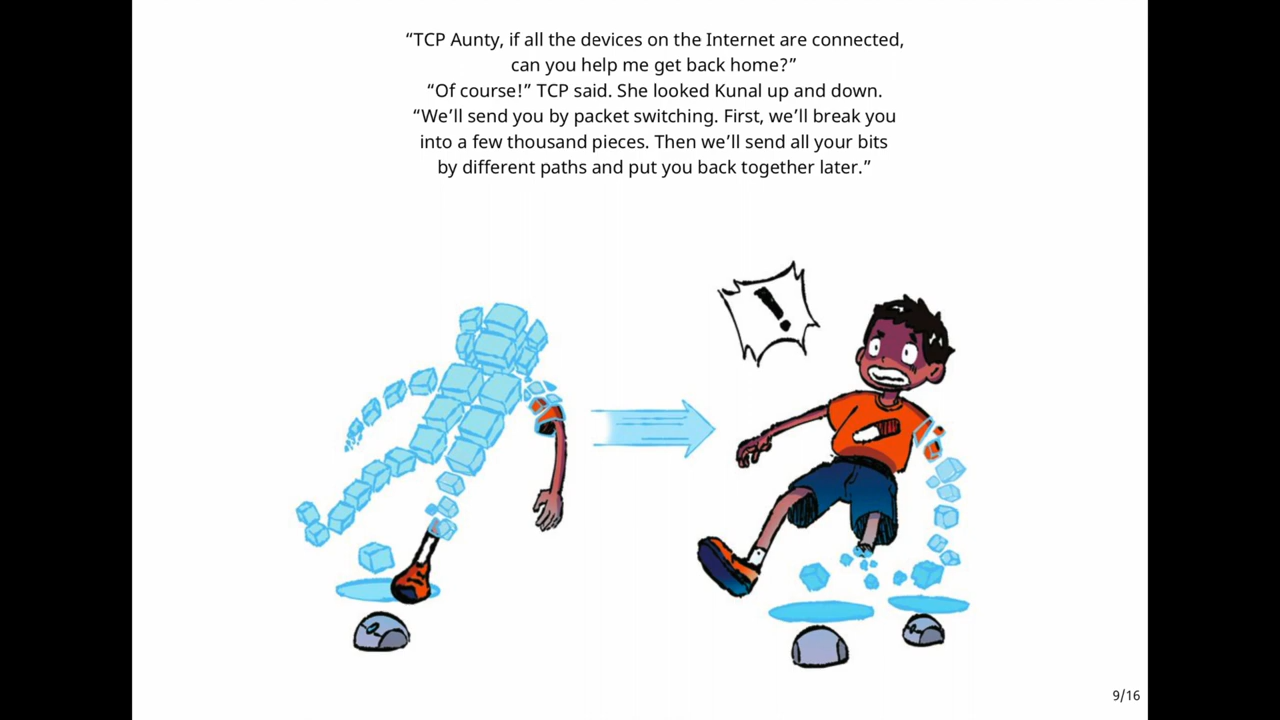 “TCP Aunty, if all the devices on the Internet are connected,
can you help me get back home?”
“Of course!” TCP said. She looked Kunal up and down.
“We’ll send you by packet switching. First, we’ll break you
into a few thousand pieces. Then we’ll send all your bits
by different paths and put you back together later.”
!
9/16